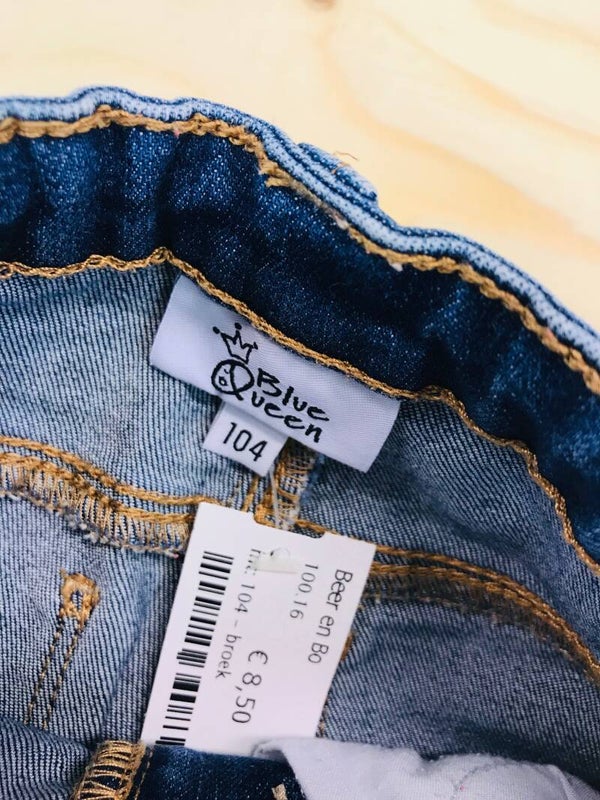 Blue
Queen
104
Beer en Bo
100,16
€ 8,50
104 - broek